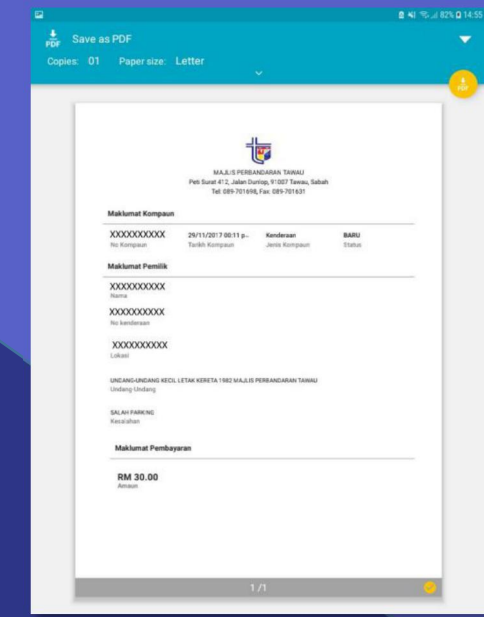 82% 14:55
PDF
Save as PDF
Copies: 01 Paper size: Letter
PDF
MAJLIS PERBANDARAN TAWAU
Peti Surat 412, Jalan Dunlop, 91007 Tawau, Sabah
Tel: 089-701698, Fax: 089-701631
Maklumat Kompaun
XXXXXXXXXX 29/11/2017 00:11 p... Kenderaan BARU
No Kompaun Tarikh Kompaun Jenis Kompaun Status
Maklumat Pemilik
XXXXXXXXXX
Nama
XXXXXXXXXX
No kenderaan
XXXXXXXXXX
Lokasi
UNDANG-UNDANG KECIL LETAK KERETA 1982 MAJLIS PERBANDARAN TAWAU
Undang-Undang
SALAH PARKING
Kesalahan
Maklumat Pembayaran
RM 30.00
Amaun
1 /1